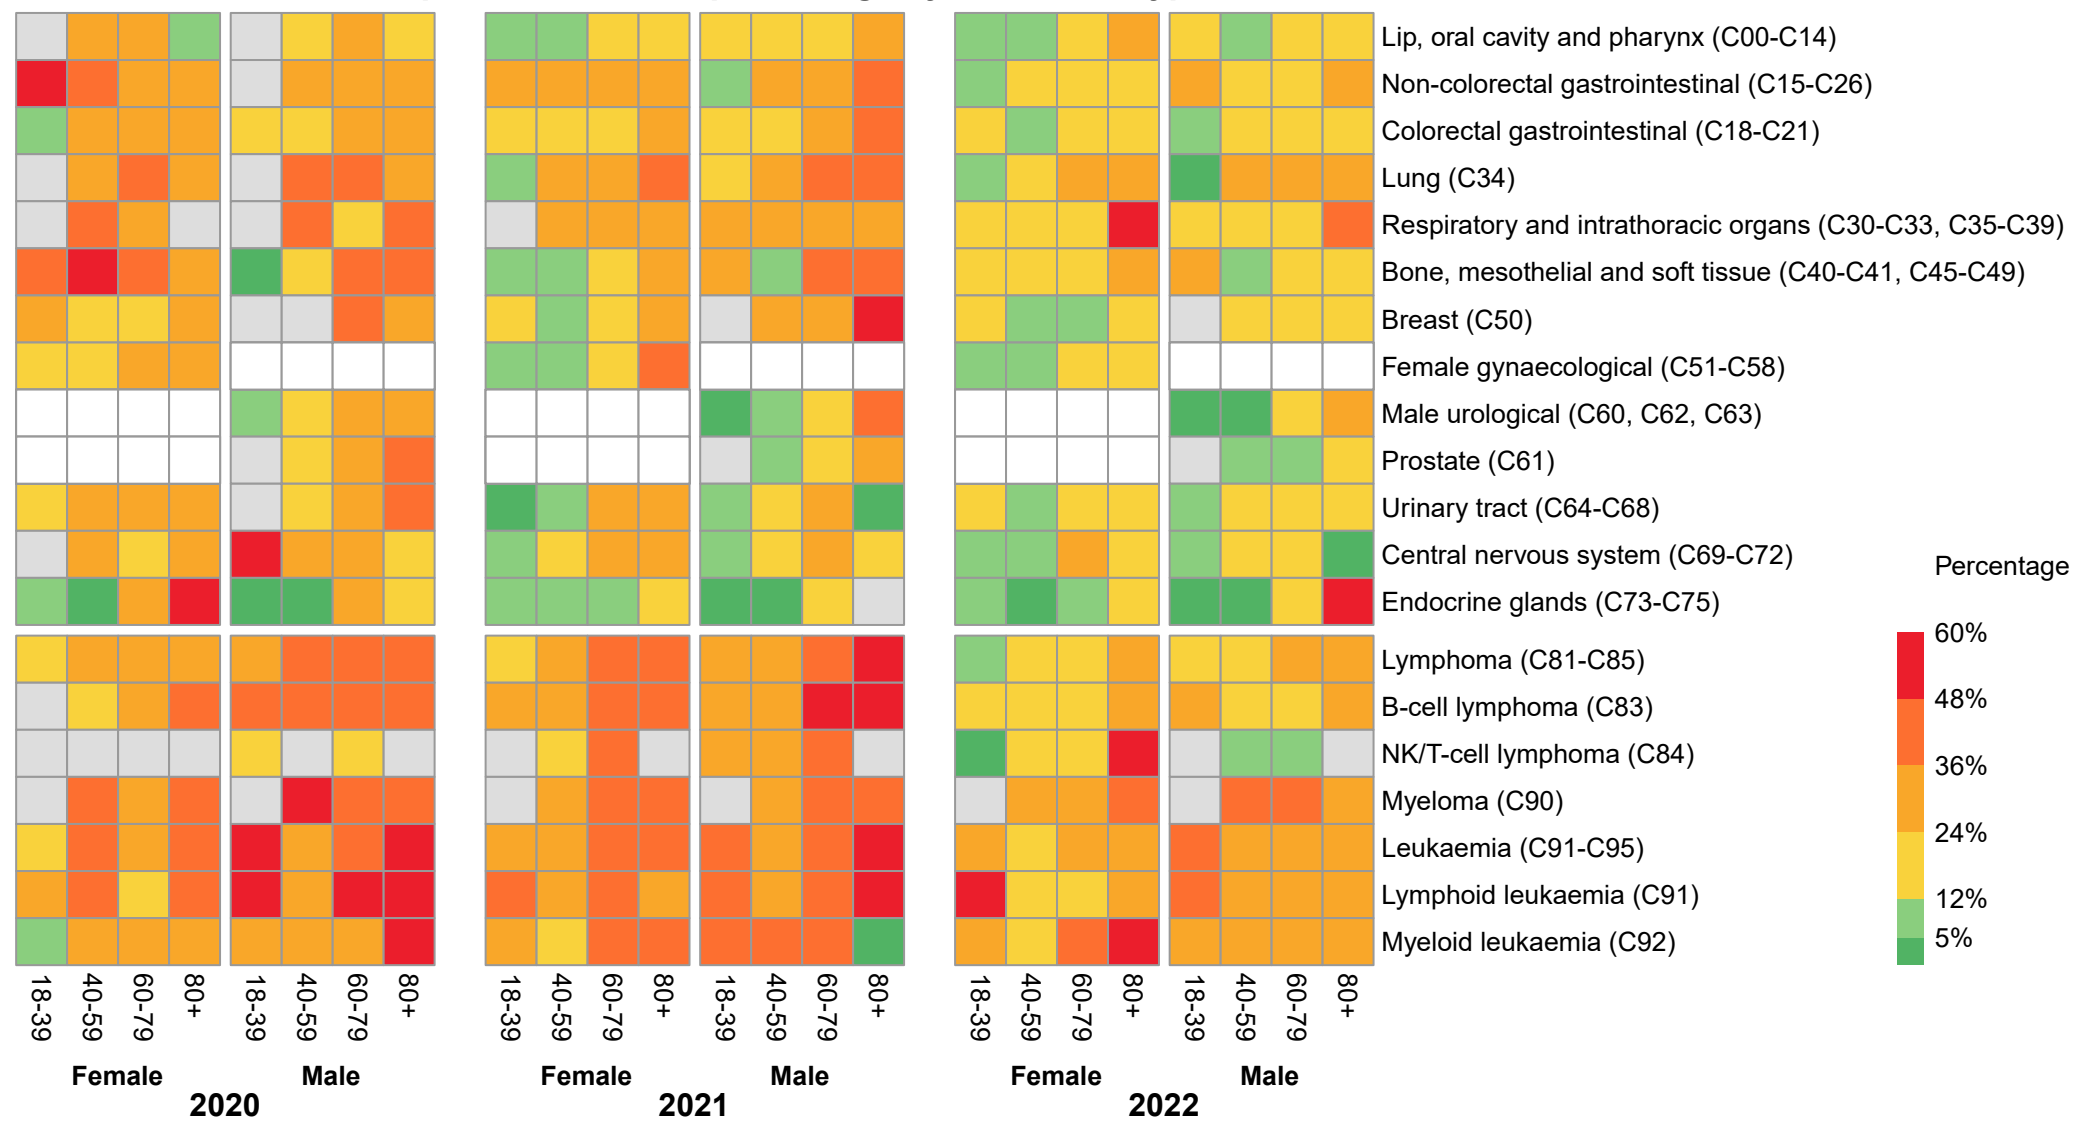 Lip, oral cavity and pharynx (C00-C14)
Non-colorectal gastrointestinal (C15-C26)
Colorectal gastrointestinal (C18-C21)
Lung (C34)
Respiratory and intrathoracic organs (C30-C33, C35-C39)
Bone, mesothelial and soft tissue (C40-C41, C45-C49)
Breast (C50)
Female gynaecological (C51-C58)
Male urological (C60, C62, C63)
Prostate (C61)
Urinary tract (C64-C68)
Central nervous system (C69-C72)
Endocrine glands (C73-C75)
Lymphoma (C81-C85)
B-cell lymphoma (C83)
NK/T-cell lymphoma (C84)
Myeloma (C90)
Leukaemia (C91-C95)
Lymphoid leukaemia (C91)
Myeloid leukaemia (C92)
Percentage
60%
48%
36%
24%
12%
5%
18-39 40-59 60-79 80+ 18-39 40-59 60-79 80+ 18-39 40-59 60-79 80+ 18-39 40-59 60-79 80+ 18-39 40-59 60-79 80+ 18-39 40-59 60-79 80+
Female Male Female Male Female Male
2020 2021 2022